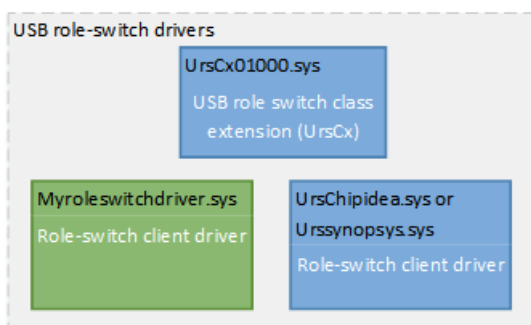 USB role-switch drivers
UrsCx01000.sys
USB role switch class
extension (UrsCx)
Myroleswitchdriver.sys
Role-switch client driver
UrsChipidea.sys or
Urssynopsys.sys
Role-switch client driver